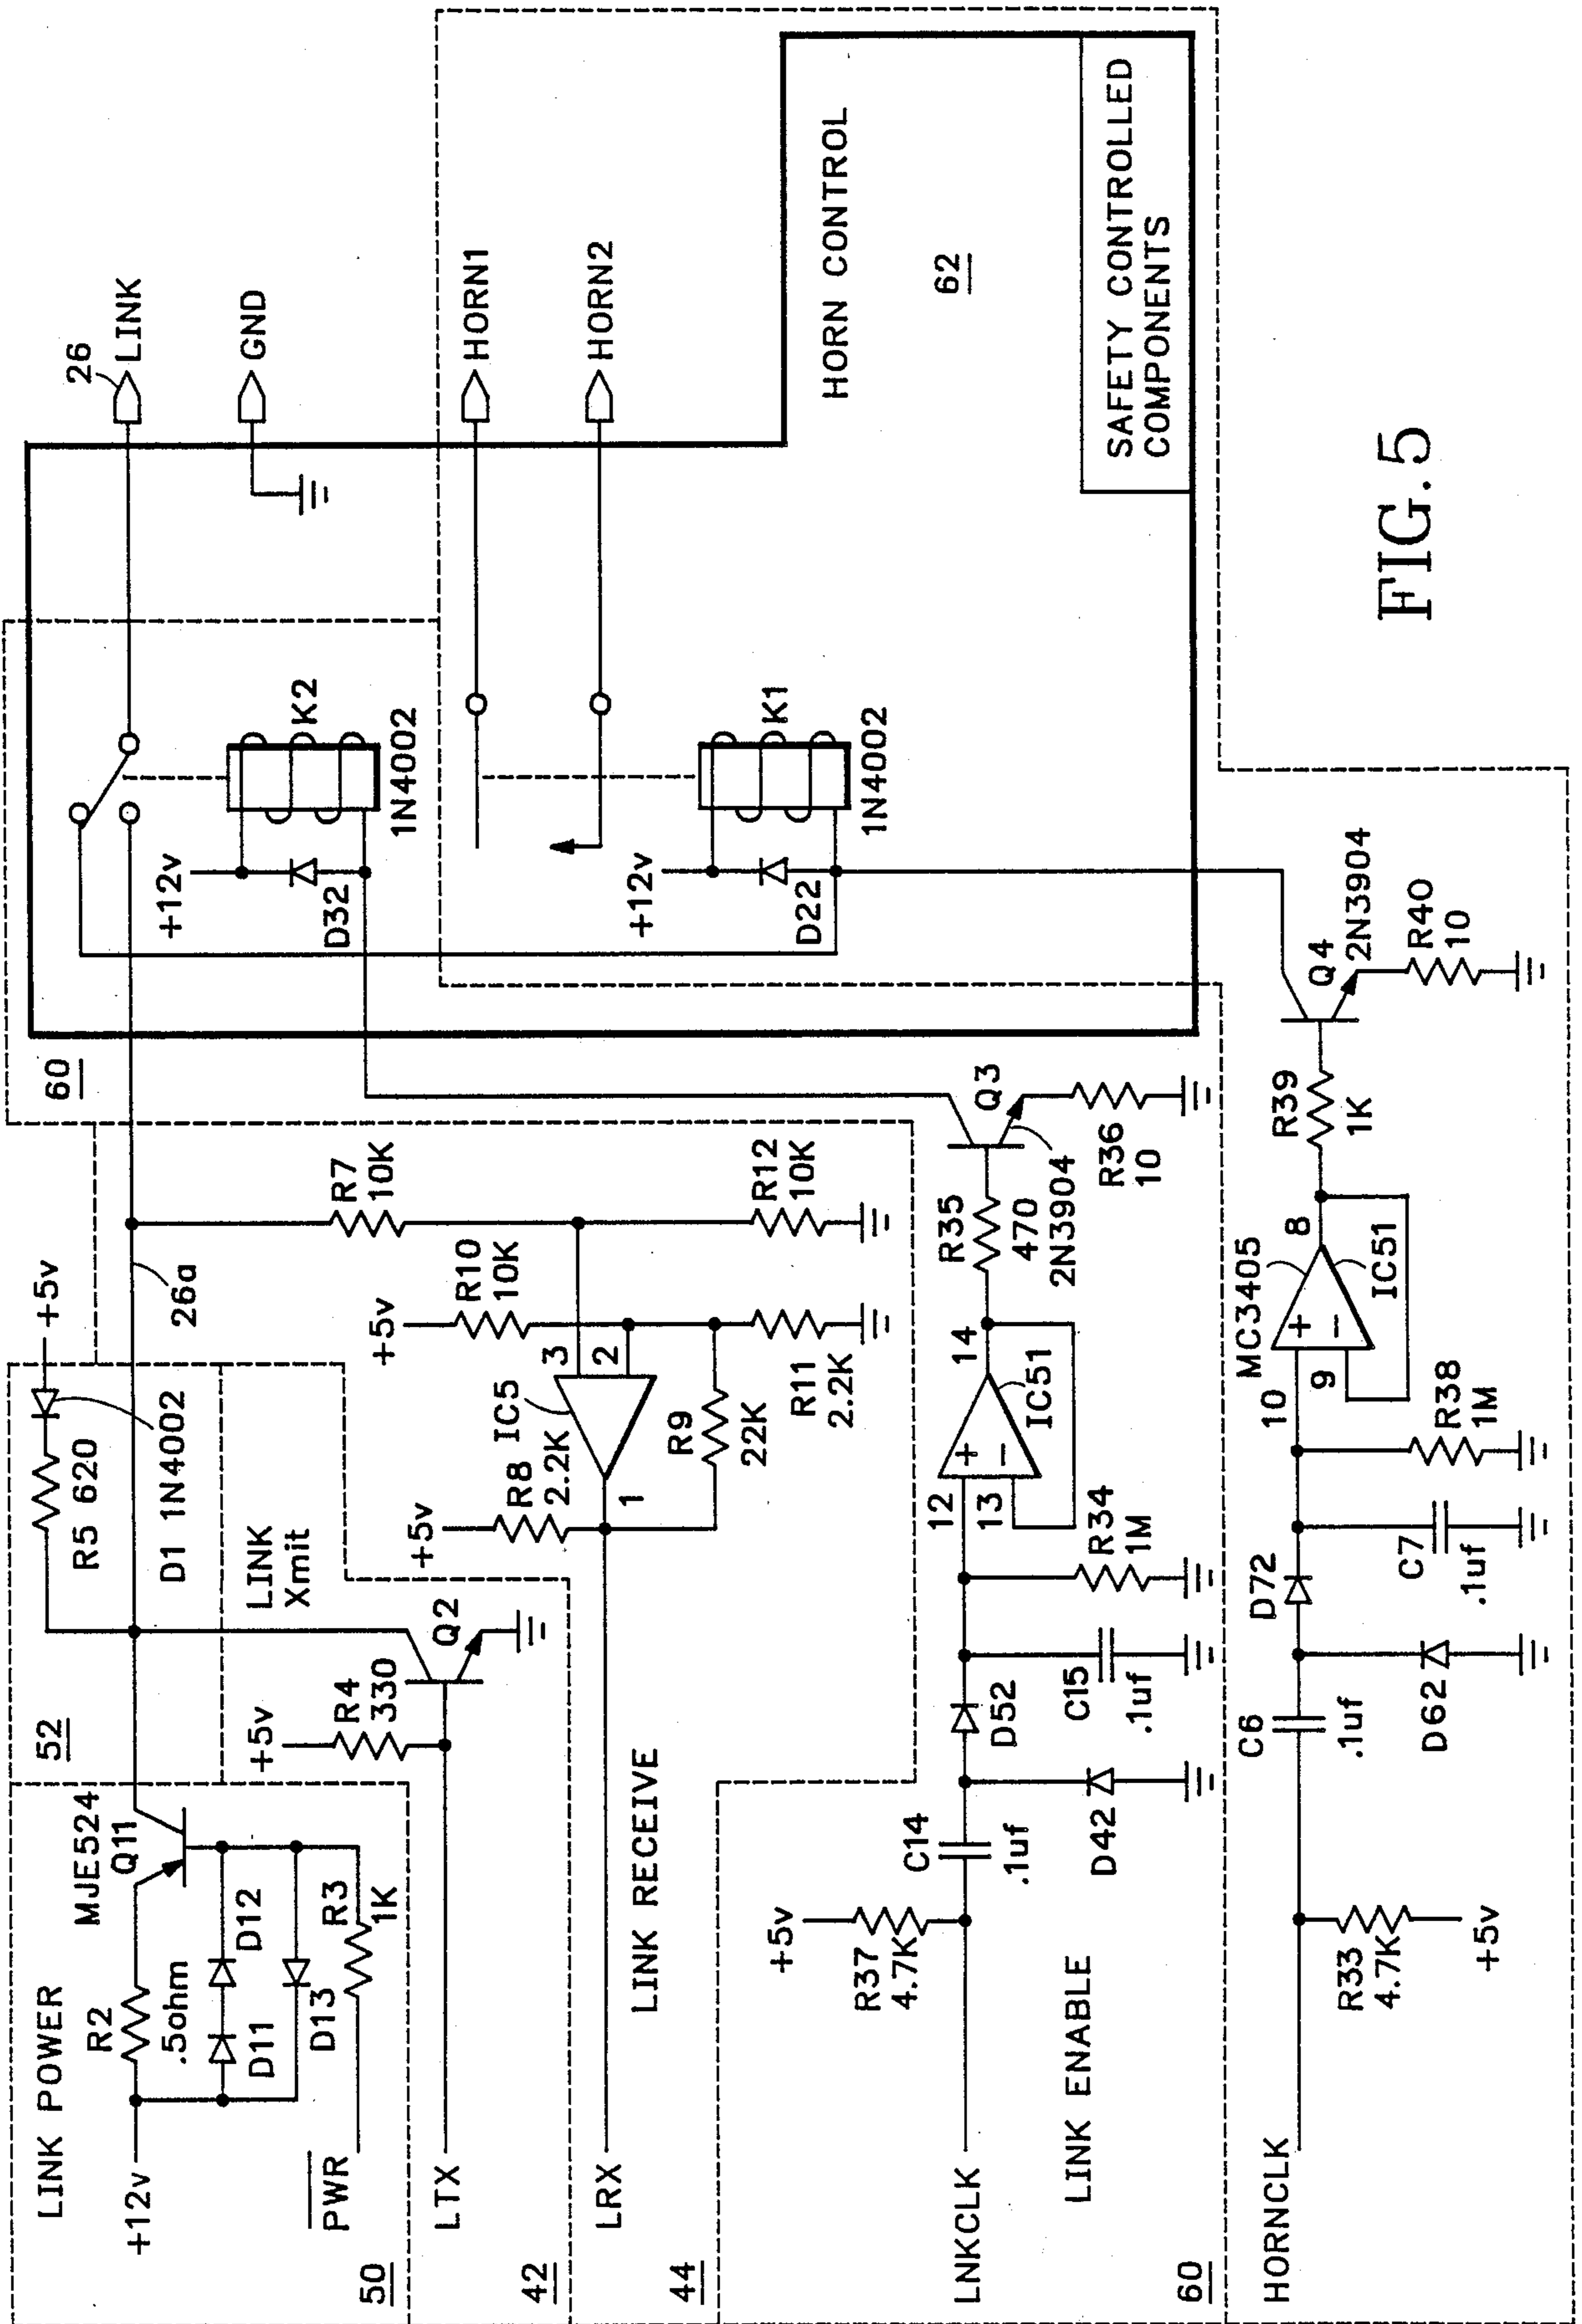 LINK POWER
+12v
R2
.5ohm
MJE524
Q11
D11
D12
D13
R3
1K
PWR
50
52
R5 620
D1 1N4002
+5v
26a
LINK
Xmit
+5v
R4
330
Q2
LTX
42
R7
10K
+5v
R10
10K
R12
10K
IC5
3
2
1
+5v
R8
2.2K
R9
22K
R11
2.2K
LRX
LINK RECEIVE
44
60
+12v
D32
K2
1N4002
26
LINK
GND
HORN1
HORN2
+12v
D22
K1
1N4002
HORN CONTROL
62
SAFETY CONTROLLED
COMPONENTS
+5v
R37
4.7K
C14
.1uf
D42
D52
C15
.1uf
R34
1M
12
13
+
−
14
IC51
R35
470
2N3904
Q3
R36
10
LNKCLK
LINK ENABLE
60
HORNCLK
R33
4.7K
+5v
C6
.1uf
D62
D72
C7
.1uf
R38
1M
10
9
+
−
MC3405
8
IC51
R39
1K
Q4
2N3904
R40
10
FIG.5